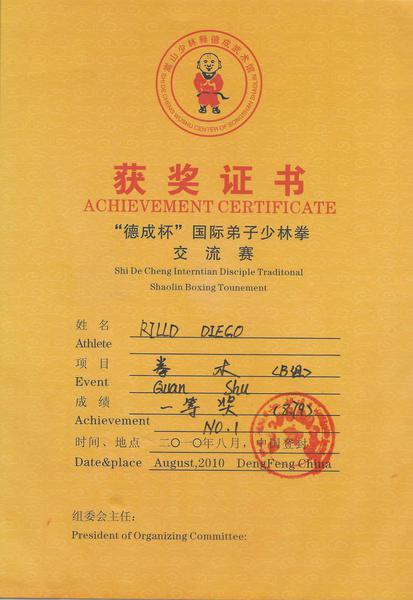 嵩山少林释德成武术馆
SHI DE CHENG WUSHU CENTER OF SONGSHAN SHAOLIN
获奖证书
ACHIEVEMENT CERTIFICATE
“德成杯”国际弟子少林拳
交流赛
Shi De Cheng Interntian Disciple Traditonal
Shaolin Boxing Tounement
姓名 RILLO DIEGO
Athlete
项目 拳 术 (B组)
Event Quan Shu
成绩 一等奖 (8.79)
Achievement NO.1
时间、地点 二〇一〇年八月，中国登封
Date&place August,2010 DengFeng China
组委会主任：
President of Organizing Committee: